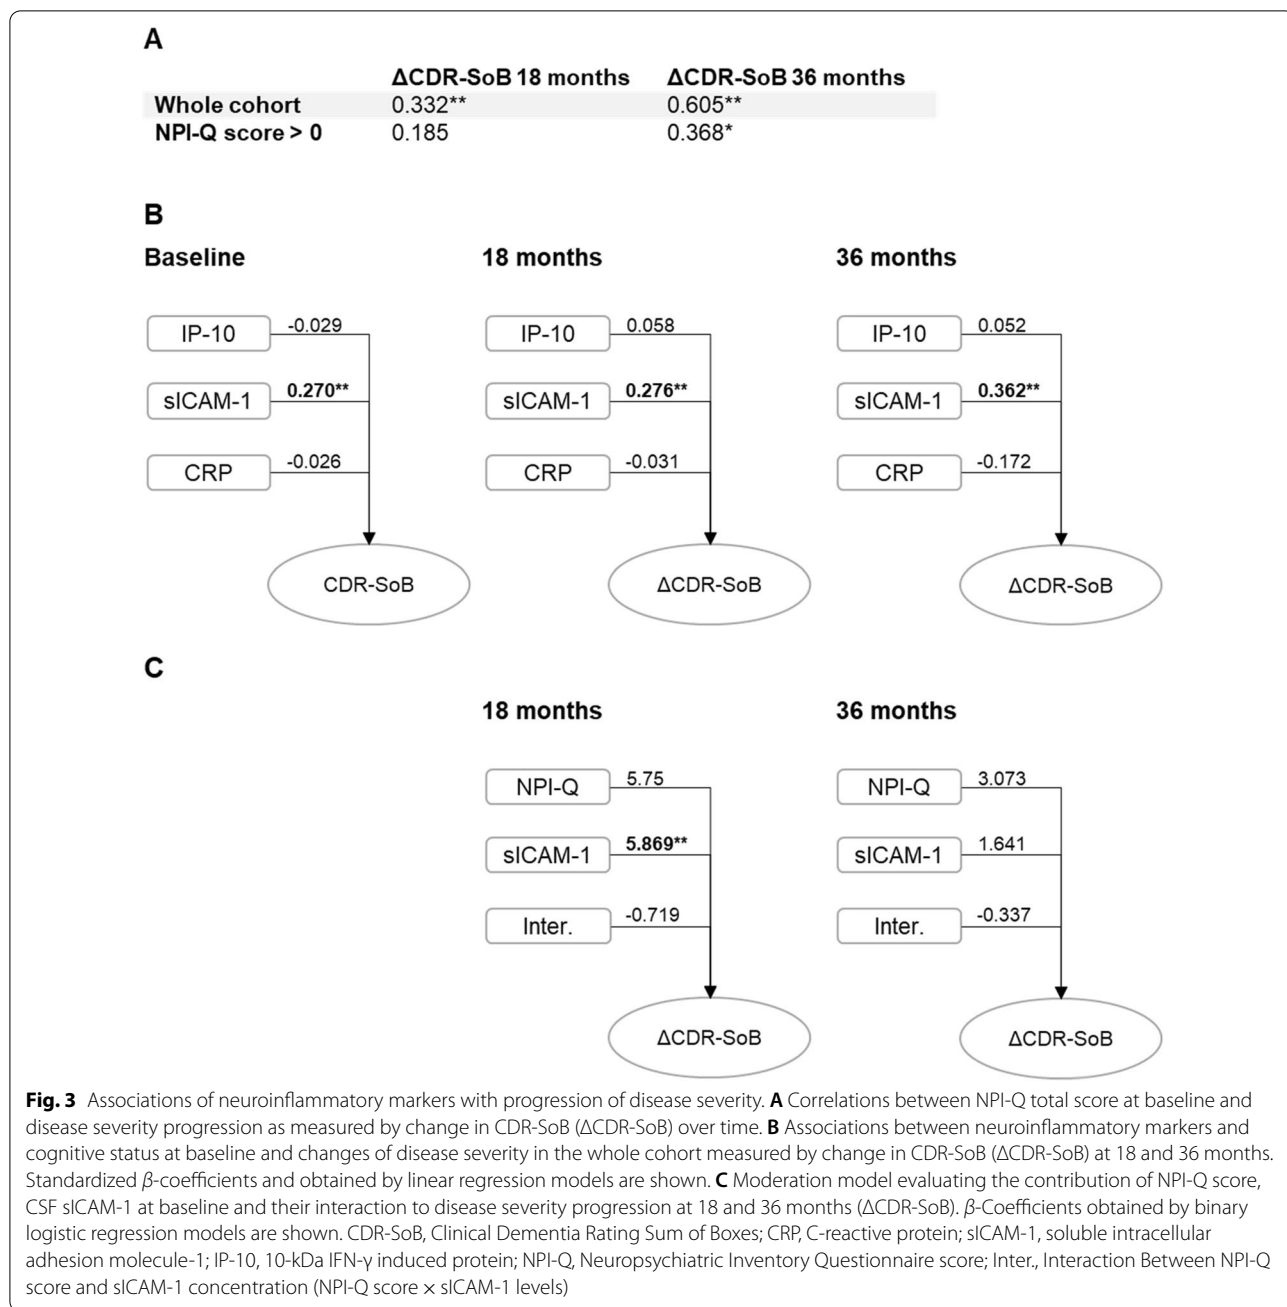 A
ΔCDR-SoB 18 months ΔCDR-SoB 36 months
Whole cohort 0.332** 0.605**
NPI-Q score > 0 0.185 0.368*
B
Baseline 18 months 36 months
IP-10 -0.029 IP-10 0.058 IP-10 0.052
sICAM-1 0.270** sICAM-1 0.276** sICAM-1 0.362**
CRP -0.026 CRP -0.031 CRP -0.172
CDR-SoB ΔCDR-SoB ΔCDR-SoB
C
18 months 36 months
NPI-Q 5.75 NPI-Q 3.073
sICAM-1 5.869** sICAM-1 1.641
Inter. -0.719 Inter. -0.337
ΔCDR-SoB ΔCDR-SoB
Fig. 3 Associations of neuroinflammatory markers with progression of disease severity. A Correlations between NPI-Q total score at baseline and
disease severity progression as measured by change in CDR-SoB (ΔCDR-SoB) over time. B Associations between neuroinflammatory markers and
cognitive status at baseline and changes of disease severity in the whole cohort measured by change in CDR-SoB (ΔCDR-SoB) at 18 and 36 months.
Standardized β-coefficients and obtained by linear regression models are shown. C Moderation model evaluating the contribution of NPI-Q score,
CSF sICAM-1 at baseline and their interaction to disease severity progression at 18 and 36 months (ΔCDR-SoB). β-Coefficients obtained by binary
logistic regression models are shown. CDR-SoB, Clinical Dementia Rating Sum of Boxes; CRP, C-reactive protein; sICAM-1, soluble intracellular
adhesion molecule-1; IP-10, 10-kDa IFN-γ induced protein; NPI-Q, Neuropsychiatric Inventory Questionnaire score; Inter., Interaction Between NPI-Q
score and sICAM-1 concentration (NPI-Q score × sICAM-1 levels)